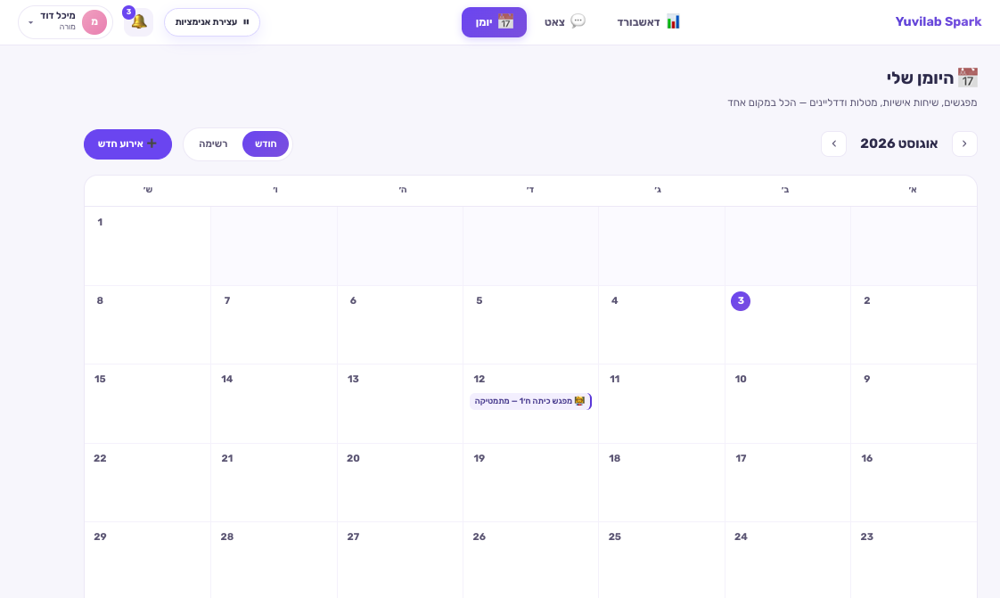 Yuvilab Spark
📊 דאשבורד
💬 צאט
📅 יומן
⏸ עצירת אנימציות
🔔 3
מ מיכל דוד
מורה
📅 היומן שלי
מפגשים, שיחות אישיות, מטלות ודדליינים — הכל במקום אחד
אוגוסט 2026
חודש רשימה
➕ אירוע חדש
א׳ ב׳ ג׳ ד׳ ה׳ ו׳ ש׳
1
2 3 4 5 6 7 8
9 10 11 12 13 14 15
👩‍🏫 מפגש כיתה ח׳1 — מתמטיקה
16 17 18 19 20 21 22
23 24 25 26 27 28 29